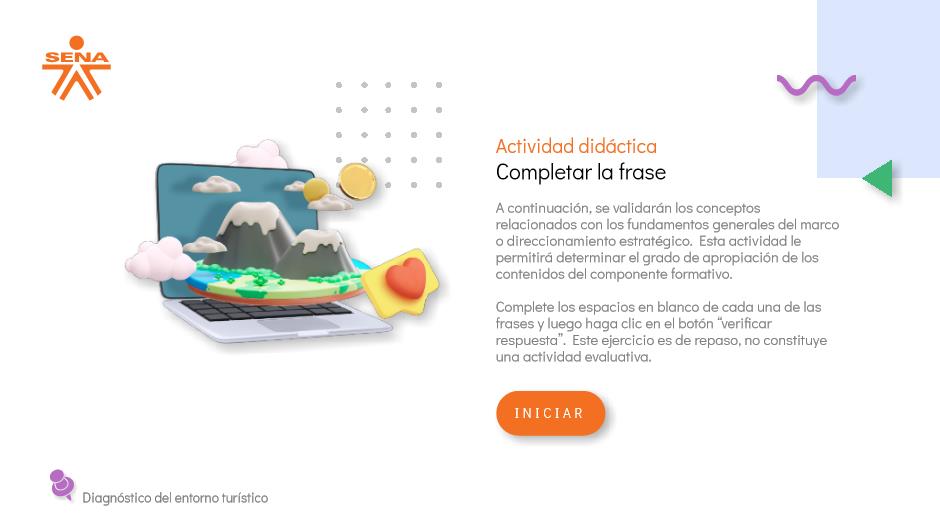 SENA
Actividad didáctica
Completar la frase
A continuación, se validarán los conceptos
relacionados con los fundamentos generales del marco
o direccionamiento estratégico. Esta actividad le
permitirá determinar el grado de apropiación de los
contenidos del componente formativo.
Complete los espacios en blanco de cada una de las
frases y luego haga clic en el botón “verificar
respuesta”. Este ejercicio es de repaso, no constituye
una actividad evaluativa.
INICIAR
Diagnóstico del entorno turístico